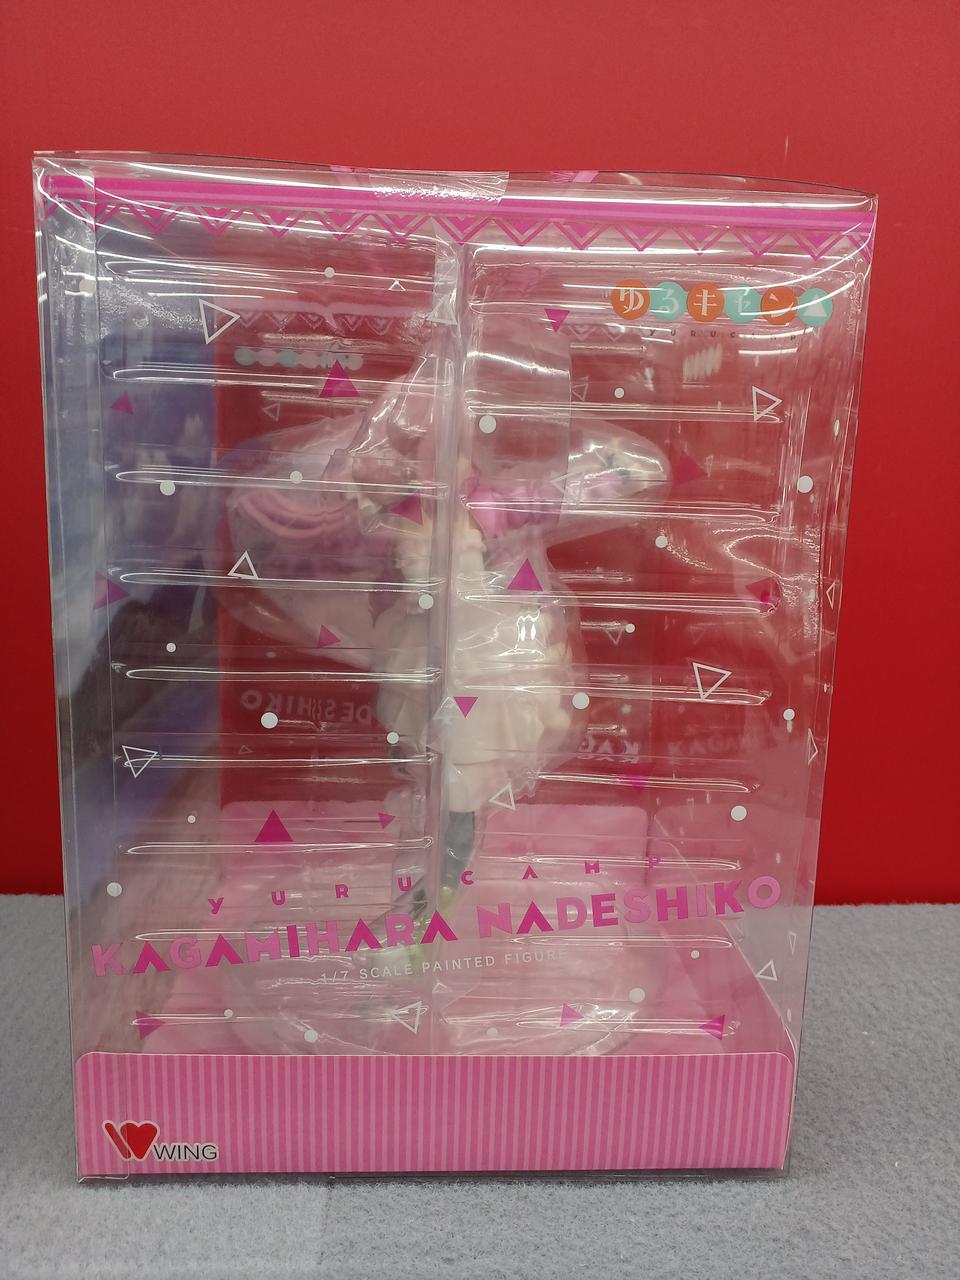 ゆるキャン△
YURUCAMP
YURUCAMP
KAGAMIHARA NADESHIKO
1/7 SCALE PAINTED FIGURE
WING